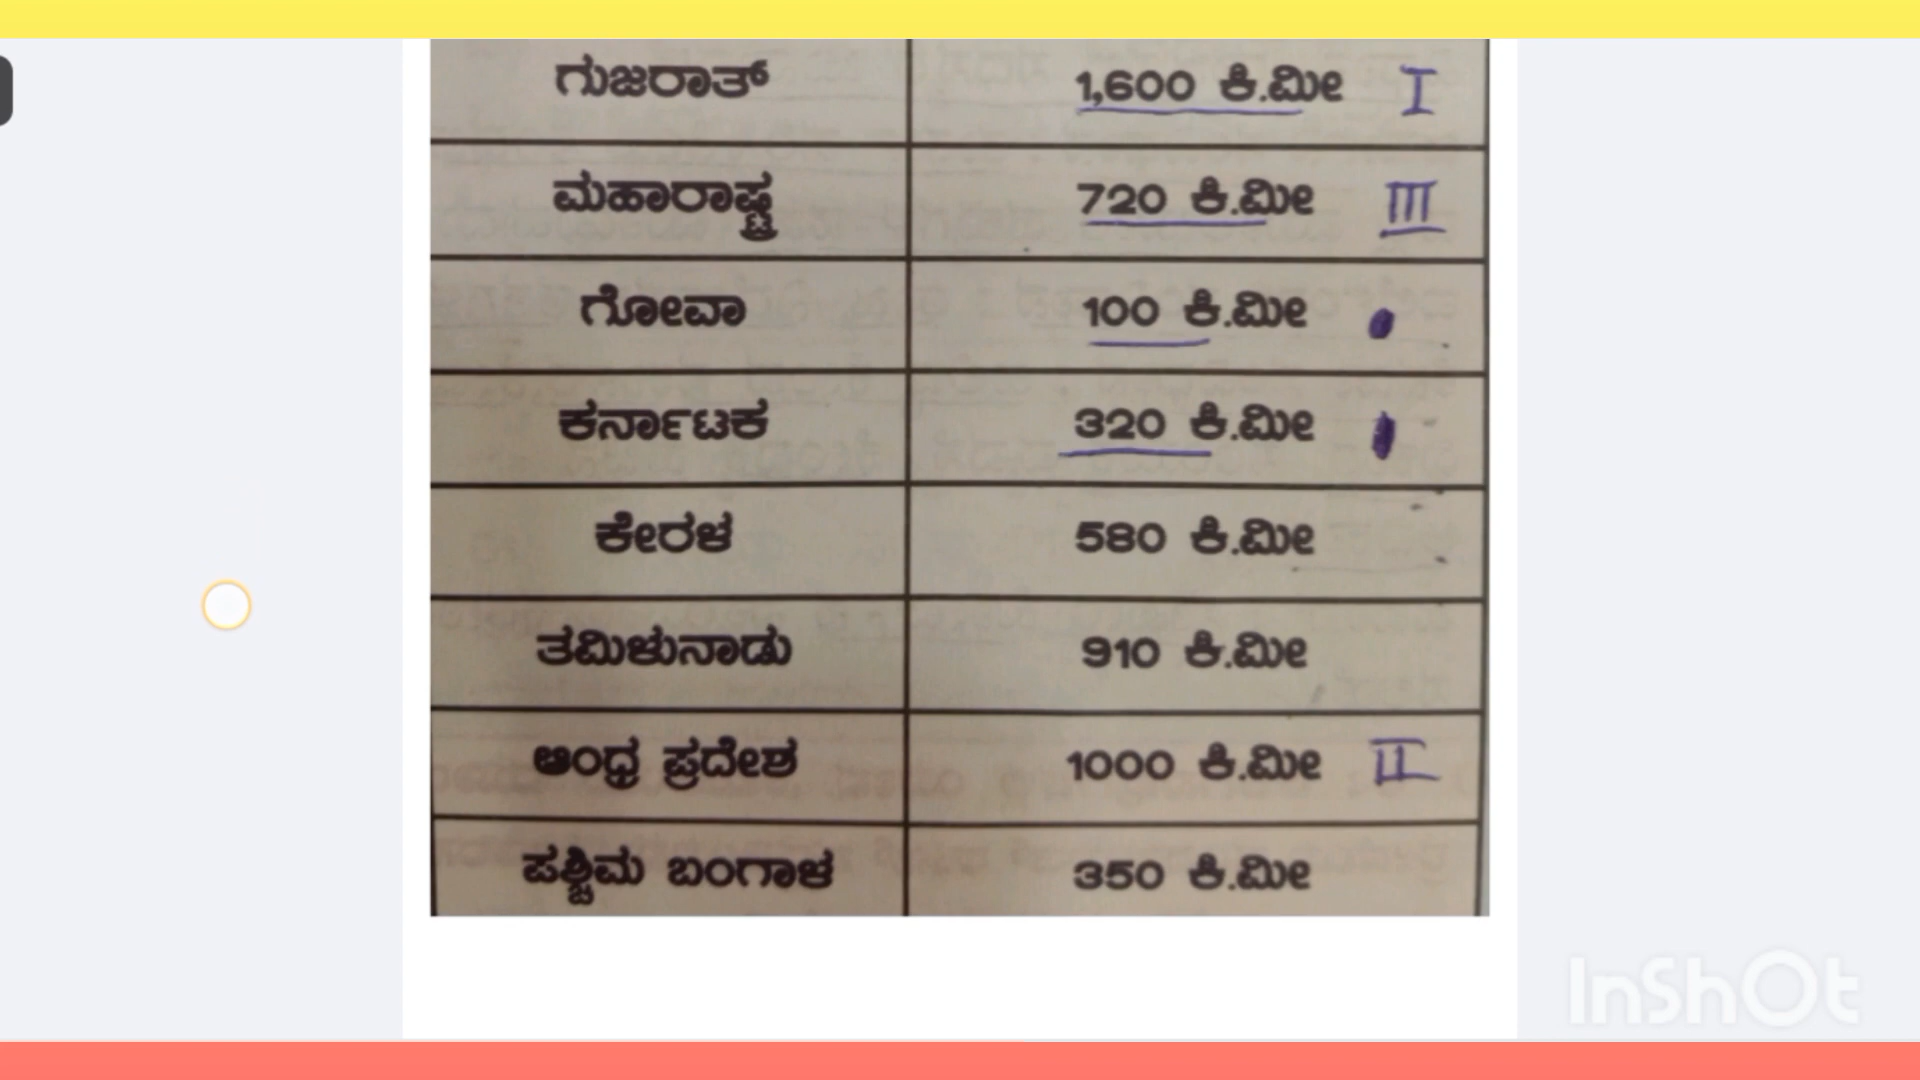 ಗುಜರಾತ್ 1,600 ಕಿ.ಮೀ I
ಮಹಾರಾಷ್ಟ್ರ 720 ಕಿ.ಮೀ III
ಗೋವಾ 100 ಕಿ.ಮೀ
ಕರ್ನಾಟಕ 320 ಕಿ.ಮೀ
ಕೇರಳ 580 ಕಿ.ಮೀ
ತಮಿಳುನಾಡು 910 ಕಿ.ಮೀ
ಆಂಧ್ರ ಪ್ರದೇಶ 1000 ಕಿ.ಮೀ II
ಪಶ್ಚಿಮ ಬಂಗಾಳ 350 ಕಿ.ಮೀ
InShOt